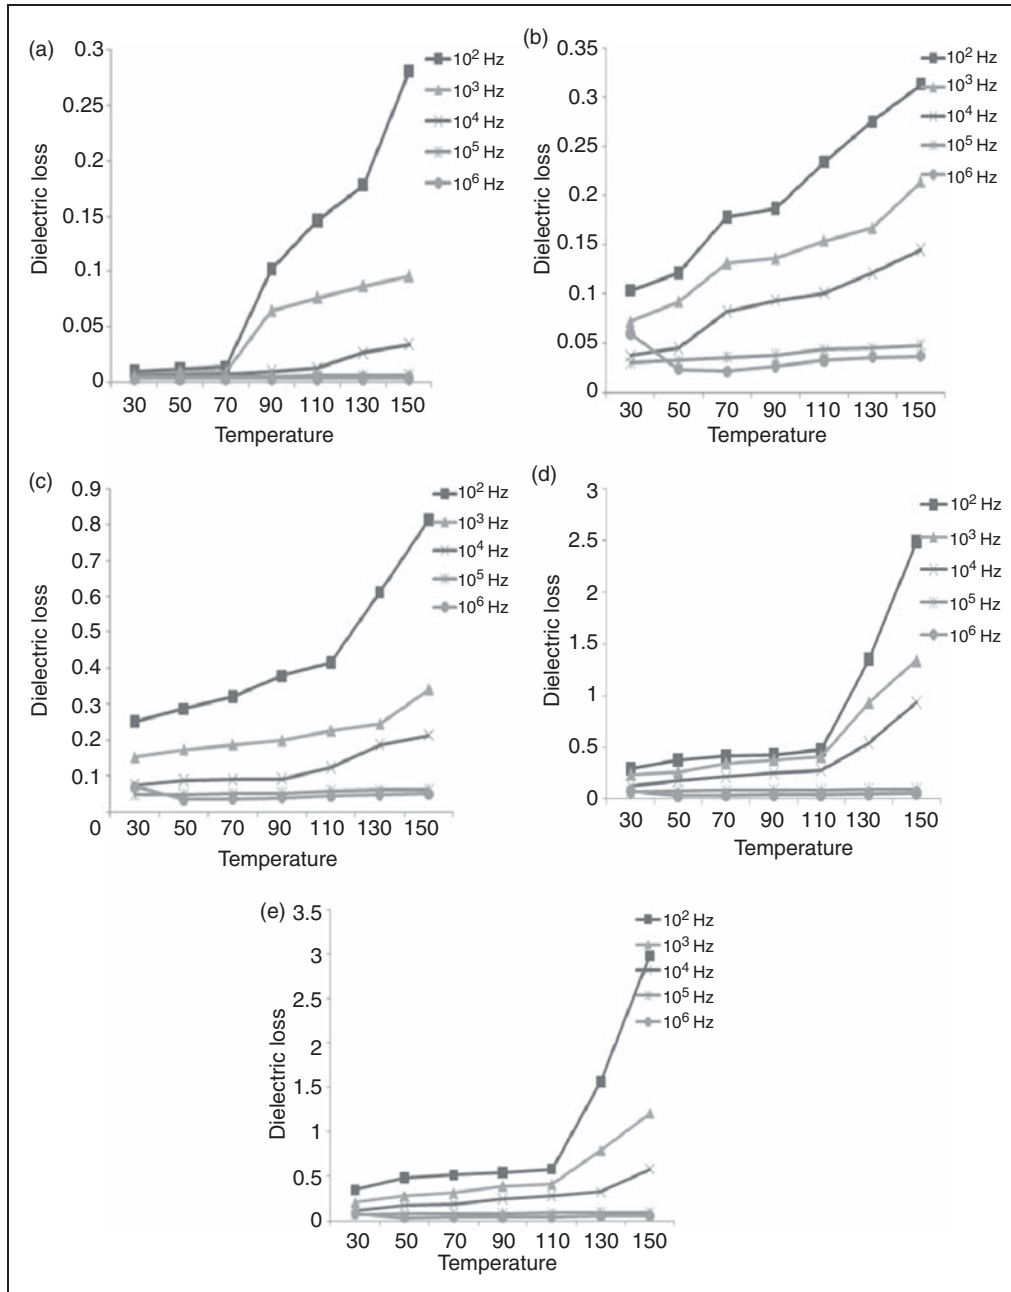 (a)
0.3
0.25
0.2
0.15
0.1
0.05
0
30 50 70 90 110 130 150
Temperature
Dielectric loss
10² Hz
10³ Hz
10⁴ Hz
10⁵ Hz
10⁶ Hz
(b)
0.35
0.3
0.25
0.2
0.15
0.1
0.05
0
30 50 70 90 110 130 150
Temperature
Dielectric loss
10² Hz
10³ Hz
10⁴ Hz
10⁵ Hz
10⁶ Hz
(c)
0.9
0.8
0.7
0.6
0.5
0.4
0.3
0.2
0.1
0
30 50 70 90 110 130 150
Temperature
Dielectric loss
10² Hz
10³ Hz
10⁴ Hz
10⁵ Hz
10⁶ Hz
(d)
3
2.5
2
1.5
1
0.5
0
30 50 70 90 110 130 150
Temperature
Dielectric loss
10² Hz
10³ Hz
10⁴ Hz
10⁵ Hz
10⁶ Hz
(e)
3.5
3
2.5
2
1.5
1
0.5
0
30 50 70 90 110 130 150
Temperature
Dielectric loss
10² Hz
10³ Hz
10⁴ Hz
10⁵ Hz
10⁶ Hz